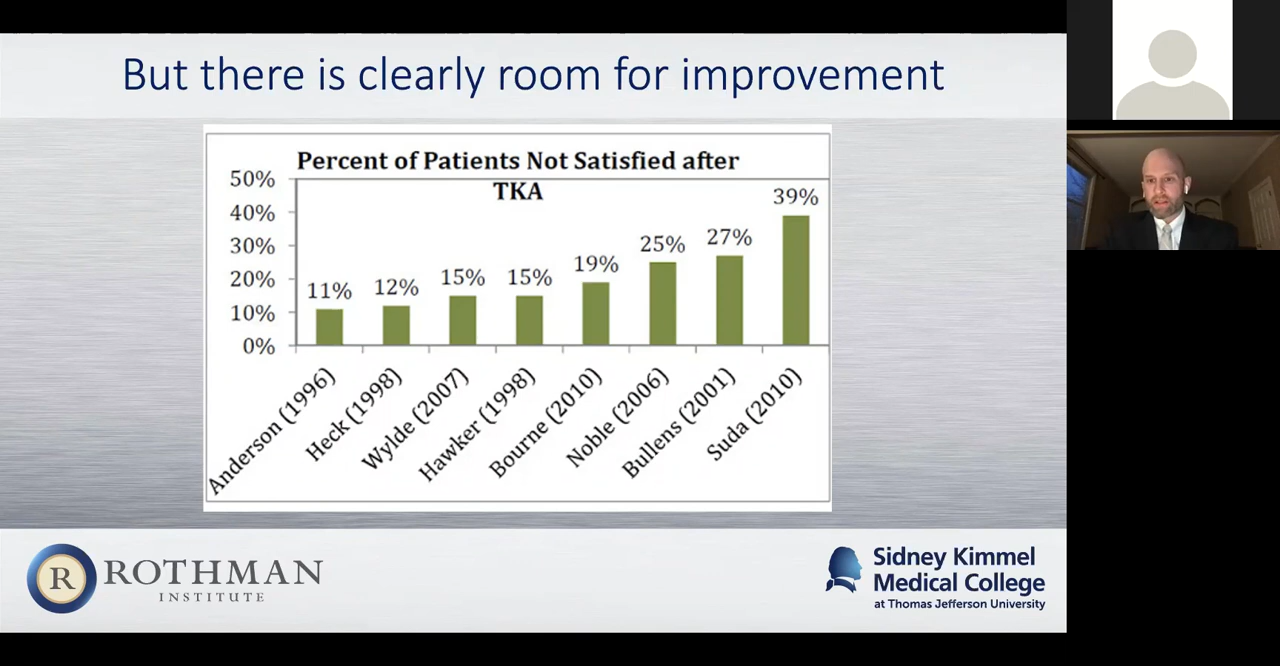 But there is clearly room for improvement
Percent of Patients Not Satisfied after
TKA
50%
40%
30%
20%
10%
0%
11%
12%
15%
15%
19%
25%
27%
39%
Anderson (1996)
Heck (1998)
Wylde (2007)
Hawker (1998)
Bourne (2010)
Noble (2006)
Bullens (2001)
Suda (2010)
R
ROTHMAN
INSTITUTE
Sidney Kimmel
Medical College
at Thomas Jefferson University